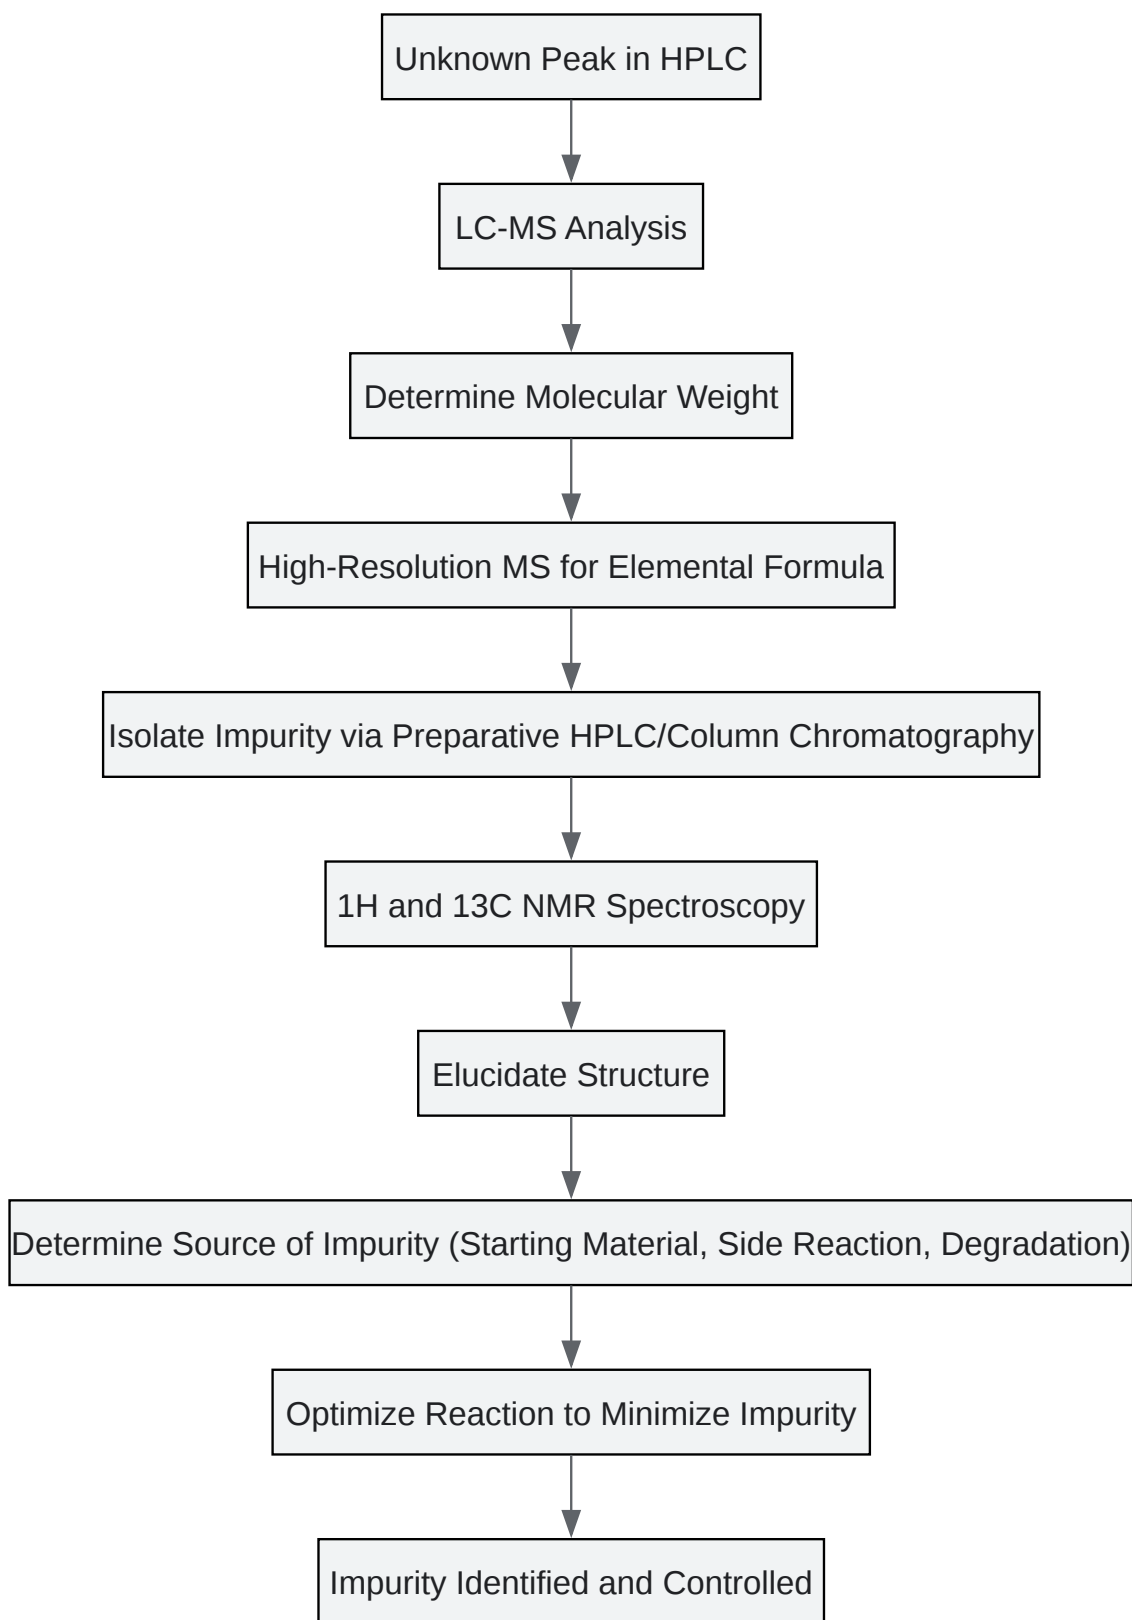 Unknown Peak in HPLC
LC-MS Analysis
Determine Molecular Weight
High-Resolution MS for Elemental Formula
Isolate Impurity via Preparative HPLC/Column Chromatography
1H and 13C NMR Spectroscopy
Elucidate Structure
Determine Source of Impurity (Starting Material, Side Reaction, Degradation)
Optimize Reaction to Minimize Impurity
Impurity Identified and Controlled